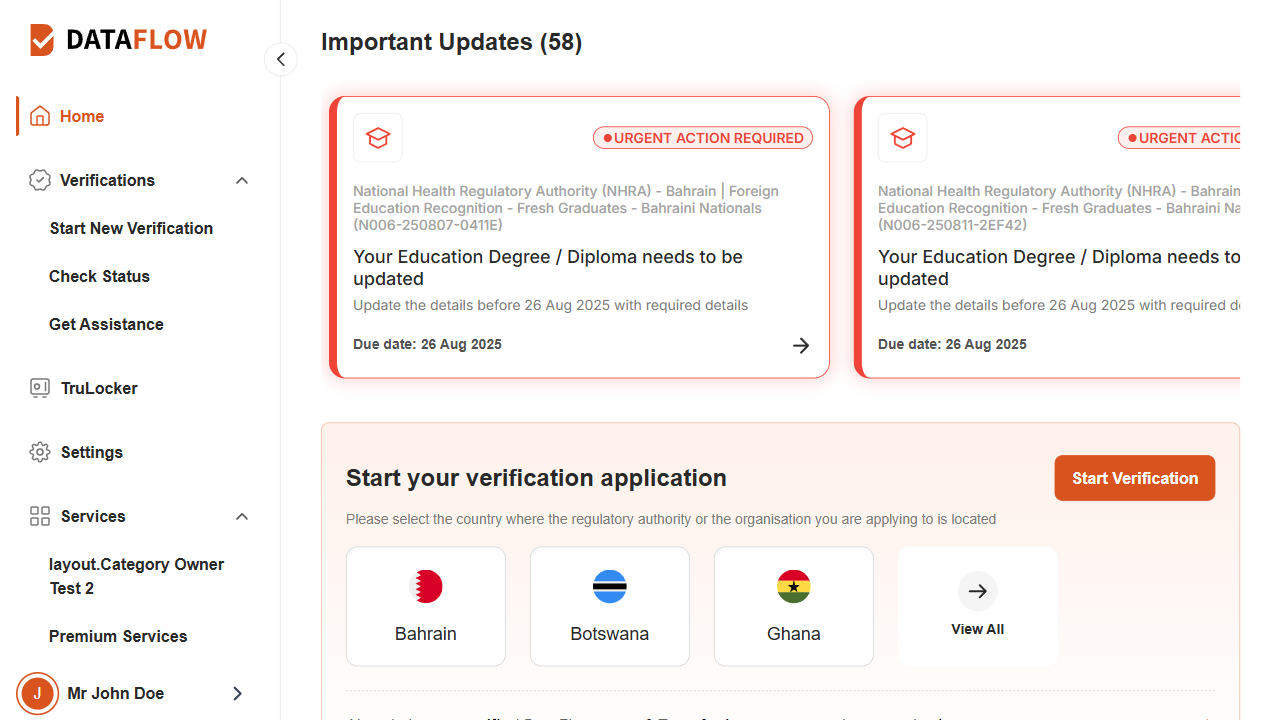 DATAFLOW
Home
Verifications
Start New Verification
Check Status
Get Assistance
TruLocker
Settings
Services
layout.Category Owner
Test 2
Premium Services
J
Mr John Doe
Important Updates (58)
URGENT ACTION REQUIRED
National Health Regulatory Authority (NHRA) - Bahrain | Foreign
Education Recognition - Fresh Graduates - Bahraini Nationals
(N006-250807-0411E)
Your Education Degree / Diploma needs to be
updated
Update the details before 26 Aug 2025 with required details
Due date: 26 Aug 2025
URGENT ACTIO
National Health Regulatory Authority (NHRA) - Bahrain
Education Recognition - Fresh Graduates - Bahraini Na
(N006-250811-2EF42)
Your Education Degree / Diploma needs to
updated
Update the details before 26 Aug 2025 with required
Due date: 26 Aug 2025
Start your verification application
Start Verification
Please select the country where the regulatory authority or the organisation you are applying to is located
Bahrain
Botswana
Ghana
View All